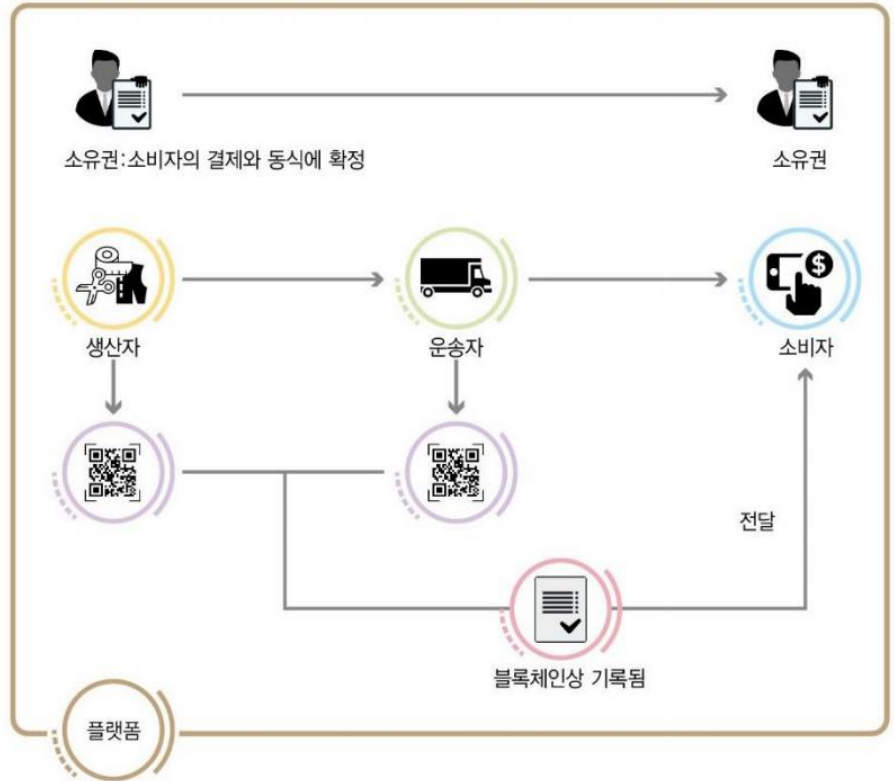 소유권:소비자의 결제와 동식에 확정
소유권
생산자
운송자
소비자
전달
블록체인상 기록됨
플랫폼